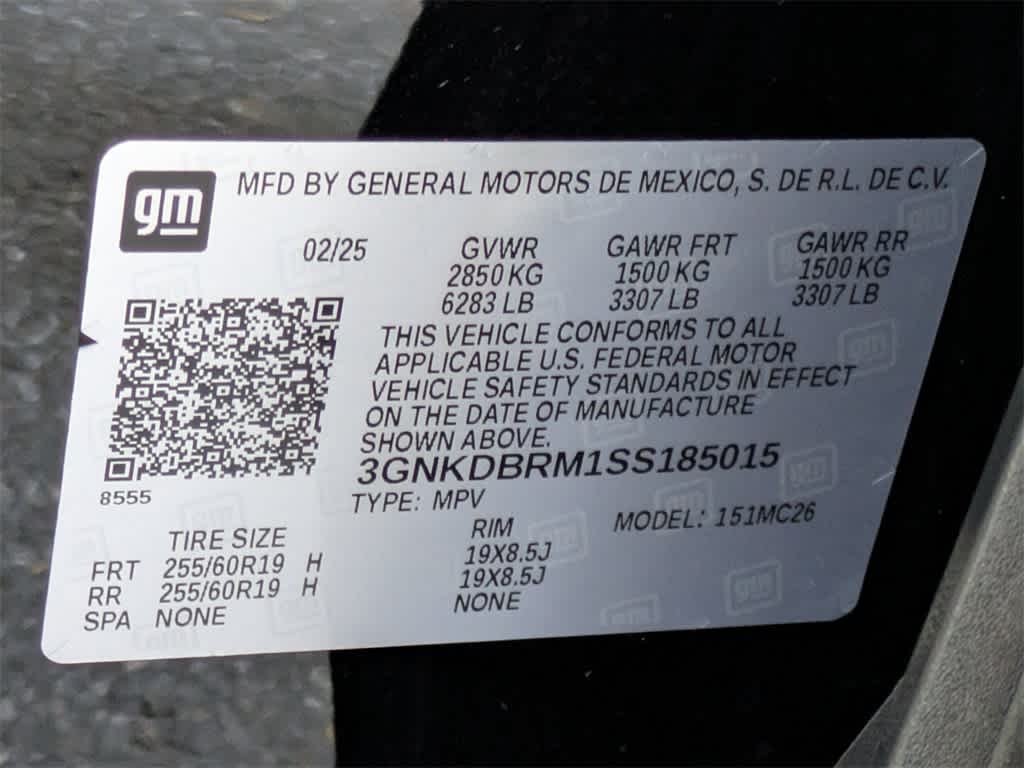 gm MFD BY GENERAL MOTORS DE MEXICO, S. DE R.L. DE C.V.
02/25 GVWR GAWR FRT GAWR RR
2850 KG 1500 KG 1500 KG
6283 LB 3307 LB 3307 LB
THIS VEHICLE CONFORMS TO ALL
APPLICABLE U.S. FEDERAL MOTOR
VEHICLE SAFETY STANDARDS IN EFFECT
ON THE DATE OF MANUFACTURE
SHOWN ABOVE.
3GNKDBRM1SS185015
8555 TYPE: MPV MODEL: 151MC26
TIRE SIZE RIM
FRT 255/60R19 H 19X8.5J
RR 255/60R19 H 19X8.5J
SPA NONE NONE